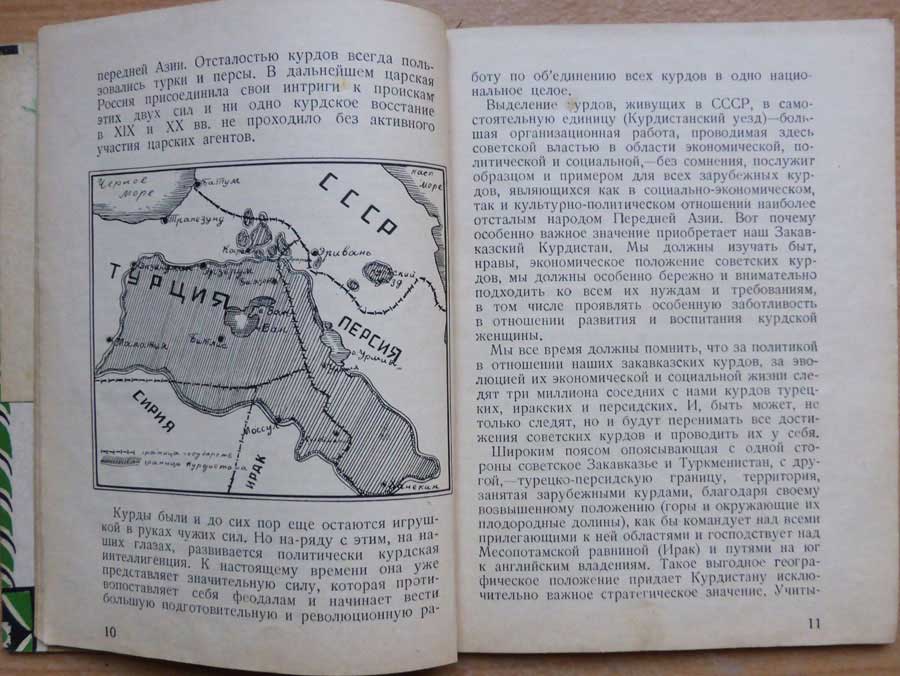 передней Азии. Отсталостью курдов всегда поль-
зовались турки и персы. В дальнейшем царская
Россия присоединила свои интриги к проискам
этих двух сил и ни одно курдское восстание
в XIX и XX вв. не проходило без активного
участия царских агентов.
Черное
море
Батум
СССР
Касп
море
Трапезунд
Эривань
Эрзерум
ТУРЦИЯ
Ван
Ван
ПЕРСИЯ
Урмия
СИРИЯ
Моссул
ИРАК
граница государств
граница Курдистана
Курды были и до сих пор еще остаются игруш-
кой в руках чужих сил. Но на-ряду с этим, на на-
ших глазах, развивается политически курдская
интеллигенция. К настоящему времени она уже
представляет значительную силу, которая проти-
вопоставляет себя феодалам и начинает вести
большую подготовительную и революционную ра-
10
боту по об'единению всех курдов в одно нацио-
нальное целое.
Выделение курдов, живущих в СССР, в само-
стоятельную единицу (Курдистанский уезд)—боль-
шая организационная работа, проводимая здесь
советской властью в области экономической, по-
литической и социальной,—без сомнения, послужит
образцом и примером для всех зарубежных кур-
дов, являющихся как в социально-экономическом,
так и культурно-политическом отношении наиболее
отсталым народом Передней Азии. Вот почему
особенно важное значение приобретает наш Закав-
казский Курдистан. Мы должны изучать быт,
нравы, экономическое положение советских кур-
дов, мы должны особенно бережно и внимательно
подходить ко всем их нуждам и требованиям,
в том числе проявлять особенную заботливость
в отношении развития и воспитания курдской
женщины.
Мы все время должны помнить, что за политикой
в отношении наших закавказских курдов, за эво-
люцией их экономической и социальной жизни сле-
дят три миллиона соседних с нами курдов турец-
ких, иракских и персидских. И, быть может, не
только следят, но и будут перенимать все дости-
жения советских курдов и проводить их у себя.
Широким поясом опоясывающая с одной сто-
роны советское Закавказье и Туркменистан, с дру-
гой,—турецко-персидскую границу, территория,
занятая зарубежными курдами, благодаря своему
возвышенному положению (горы и окружающие их
плодородные долины), как бы командует над всеми
прилегающими к ней областями и господствует над
Месопотамской равниной (Ирак) и путями на юг
к английским владениям. Такое выгодное геогра-
фическое положение придает Курдистану исклю-
чительно важное стратегическое значение. Учиты-
11